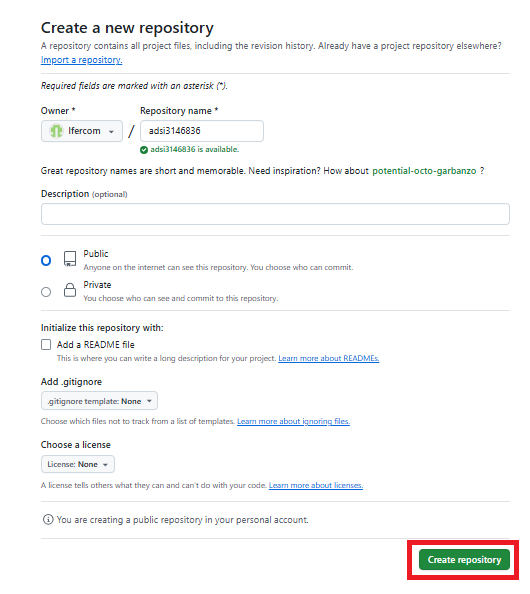 Create a new repository
A repository contains all project files, including the revision history. Already have a project repository elsewhere?
Import a repository.
Required fields are marked with an asterisk (*).
Owner * Repository name *
lfercom / adsi3146836
adsi3146836 is available.
Great repository names are short and memorable. Need inspiration? How about potential-octo-garbanzo ?
Description (optional)
Public
Anyone on the internet can see this repository. You choose who can commit.
Private
You choose who can see and commit to this repository.
Initialize this repository with:
Add a README file
This is where you can write a long description for your project. Learn more about READMEs.
Add .gitignore
.gitignore template: None
Choose which files not to track from a list of templates. Learn more about ignoring files.
Choose a license
License: None
A license tells others what they can and can't do with your code. Learn more about licenses.
You are creating a public repository in your personal account.
Create repository